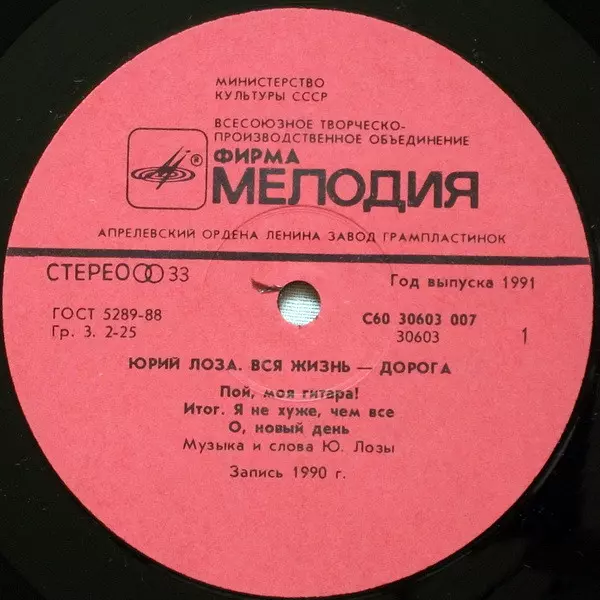 МИНИСТЕРСТВО
КУЛЬТУРЫ СССР
ВСЕСОЮЗНОЕ ТВОРЧЕСКО-
ПРОИЗВОДСТВЕННОЕ ОБЪЕДИНЕНИЕ
®
ФИРМА
МЕЛОДИЯ
АПРЕЛЕВСКИЙ ОРДЕНА ЛЕНИНА ЗАВОД ГРАМПЛАСТИНОК
СТЕРЕО 33
Год выпуска 1991
ГОСТ 5289-88
Гр. 3. 2-25
С60 30603 007
30603
1
ЮРИЙ ЛОЗА. ВСЯ ЖИЗНЬ — ДОРОГА
Пой, моя гитара!
Итог. Я не хуже, чем все
О, новый день
Музыка и слова Ю. Лозы
Запись 1990 г.